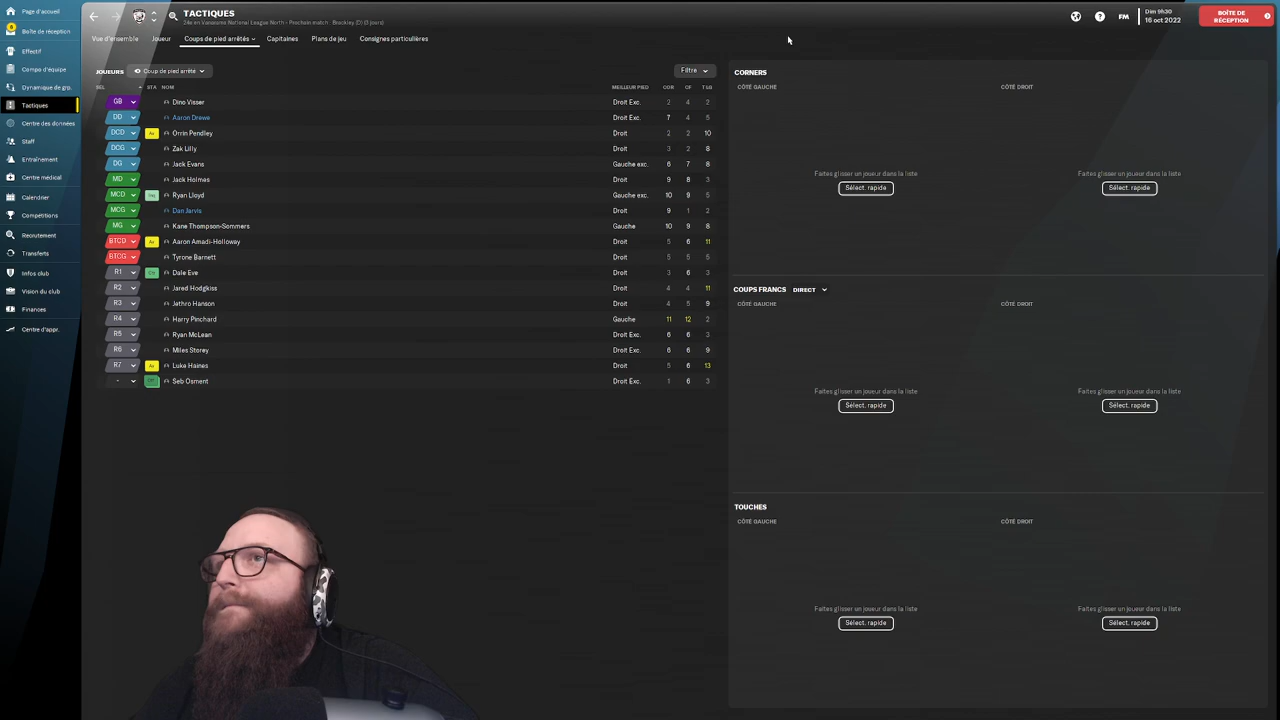 TACTIQUES
24e en Vanarama National League North - Prochain match : Brackley (D) (3 jours)
FM
Dim 9h30
16 oct 2022
BOÎTE DE
RÉCEPTION
Page d'accueil
Boîte de réception
Effectif
Compo d'équipe
Dynamique de grp.
Tactiques
Centre des données
Staff
Entraînement
Centre médical
Calendrier
Compétitions
Recrutement
Transferts
Infos club
Vision du club
Finances
Centre d'appr.
Vue d'ensemble Joueur Coups de pied arrêtés Capitaines Plans de jeu Consignes particulières
JOUEURS Coup de pied arrêté Filtre
SEL STA NOM MEILLEUR PIED COR CF T LG
GB Dino Visser Droit Exc. 2 4 2
DD Aaron Drewe Droit Exc. 7 4 5
DCD Orrin Pendley Droit 2 2 10
DCG Zak Lilly Droit 3 2 8
DG Jack Evans Gauche exc. 6 7 8
MD Jack Holmes Droit 9 8 3
MCD Ryan Lloyd Gauche exc. 10 9 5
MCG Dan Jarvis Droit 9 1 2
MG Kane Thompson-Sommers Gauche 10 9 8
BTCD Aaron Amadi-Holloway Droit 5 6 11
BTCG Tyrone Barnett Droit 5 5 5
R1 Dale Eve Droit 3 6 3
R2 Jared Hodgkiss Droit 4 4 11
R3 Jethro Hanson Droit 4 5 9
R4 Harry Pinchard Gauche 11 12 2
R5 Ryan McLean Droit Exc. 6 6 3
R6 Miles Storey Droit Exc. 6 6 9
R7 Luke Haines Droit 5 6 13
- Seb Osment Droit Exc. 1 6 3
CORNERS
CÔTÉ GAUCHE CÔTÉ DROIT
Faites glisser un joueur dans la liste Faites glisser un joueur dans la liste
Sélect. rapide Sélect. rapide
COUPS FRANCS DIRECT
CÔTÉ GAUCHE CÔTÉ DROIT
Faites glisser un joueur dans la liste Faites glisser un joueur dans la liste
Sélect. rapide Sélect. rapide
TOUCHES
CÔTÉ GAUCHE CÔTÉ DROIT
Faites glisser un joueur dans la liste Faites glisser un joueur dans la liste
Sélect. rapide Sélect. rapide